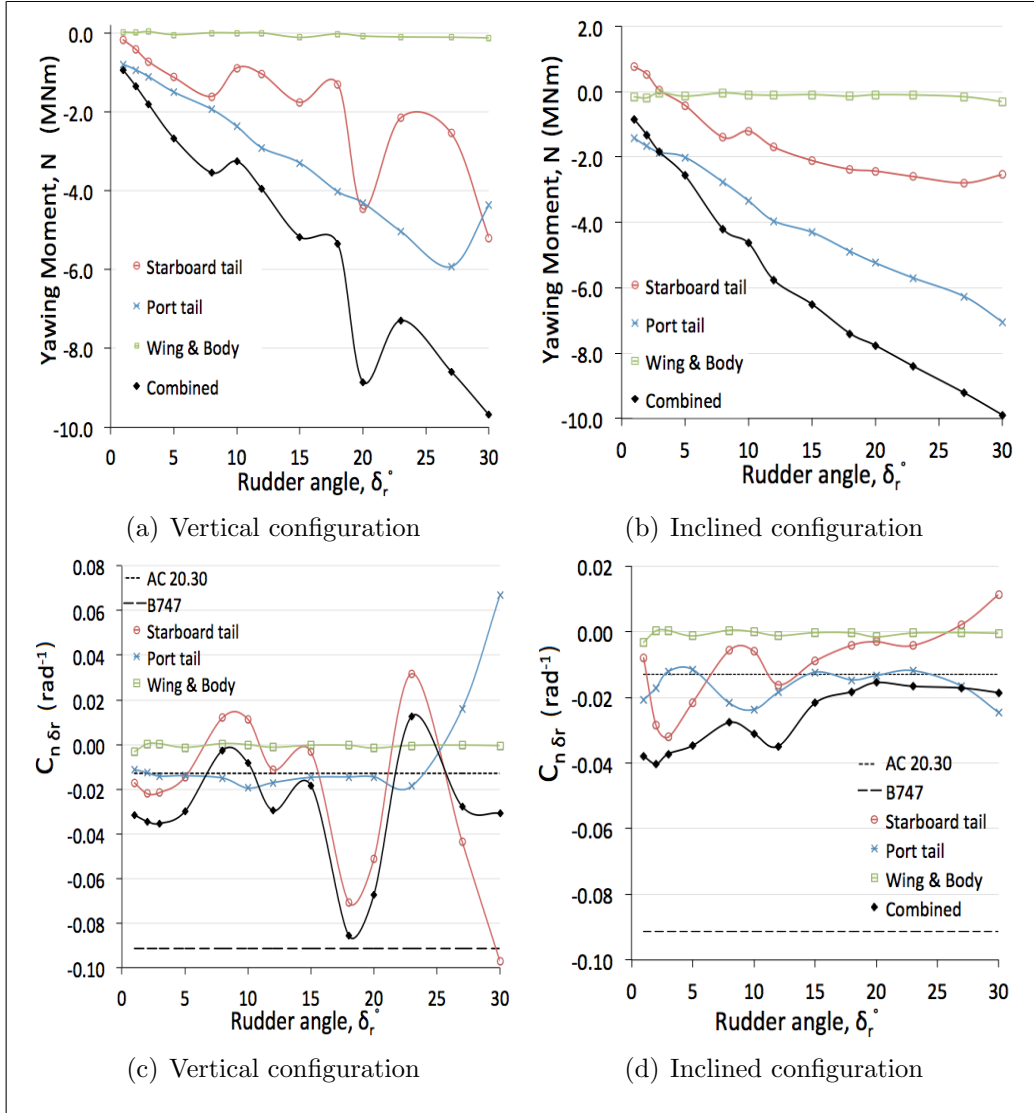 Yawing Moment, N (MNm)
0.0
-2.0
-4.0
-6.0
-8.0
-10.0
Starboard tail
Port tail
Wing & Body
Combined
0 5 10 15 20 25 30
Rudder angle, δr°
(a) Vertical configuration
Yawing Moment, N (MNm)
2.0
0.0
-2.0
-4.0
-6.0
-8.0
-10.0
Starboard tail
Port tail
Wing & Body
Combined
0 5 10 15 20 25 30
Rudder angle, δr°
(b) Inclined configuration
Cn δr (rad-1)
0.08
0.06
0.04
0.02
0.00
-0.02
-0.04
-0.06
-0.08
-0.10
AC 20.30
B747
Starboard tail
Port tail
Wing & Body
Combined
0 5 10 15 20 25 30
Rudder angle, δr°
(c) Vertical configuration
Cn δr (rad-1)
0.02
0.00
-0.02
-0.04
-0.06
-0.08
-0.10
AC 20.30
B747
Starboard tail
Port tail
Wing & Body
Combined
0 5 10 15 20 25 30
Rudder angle, δr°
(d) Inclined configuration